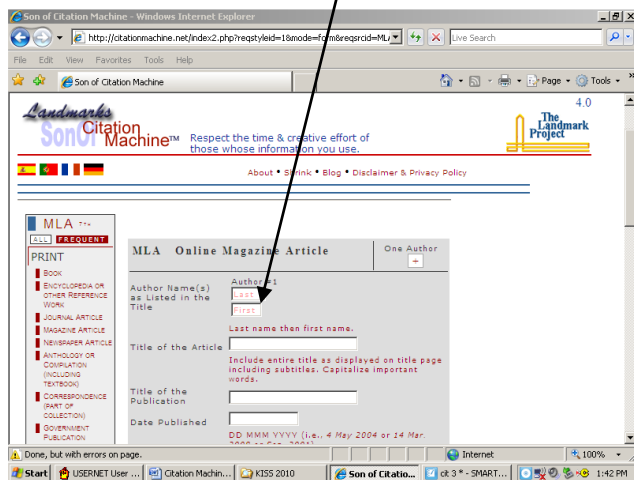 Son of Citation Machine - Windows Internet Explorer
http://citationmachine.net/index2.php?reqstyleid=1&mode=form&reqsrcid=ML
Live Search
File Edit View Favorites Tools Help
Son of Citation Machine
Page Tools
Landmarks
Son Of Citation Machine™
Respect the time & creative effort of
those whose information you use.
4.0
The Landmark Project
About • Shrink • Blog • Disclaimer & Privacy Policy
MLA 7TH
ALL FREQUENT
PRINT
BOOK
ENCYCLOPEDIA OR
OTHER REFERENCE
WORK
JOURNAL ARTICLE
MAGAZINE ARTICLE
NEWSPAPER ARTICLE
ANTHOLOGY OR
COMPILATION
(INCLUDING
TEXTBOOK)
CORRESPONDENCE
(PART OF
COLLECTION)
GOVERNMENT
PUBLICATION
MLA Online Magazine Article
One Author
+
Author Name(s)
as Listed in the
Title
Author #1
Last
First
Last name then first name.
Title of the Article
Include entire title as displayed on title page
including subtitles. Capitalize important
words.
Title of the
Publication
Date Published
DD MMM YYYY (i.e., 4 May 2004 or 14 Mar.
Done, but with errors on page.
Internet
100%
Start
USERNET User ...
Citation Machin...
KISS 2010
Son of Citatio...
cit 3 * - SMART...
1:42 PM